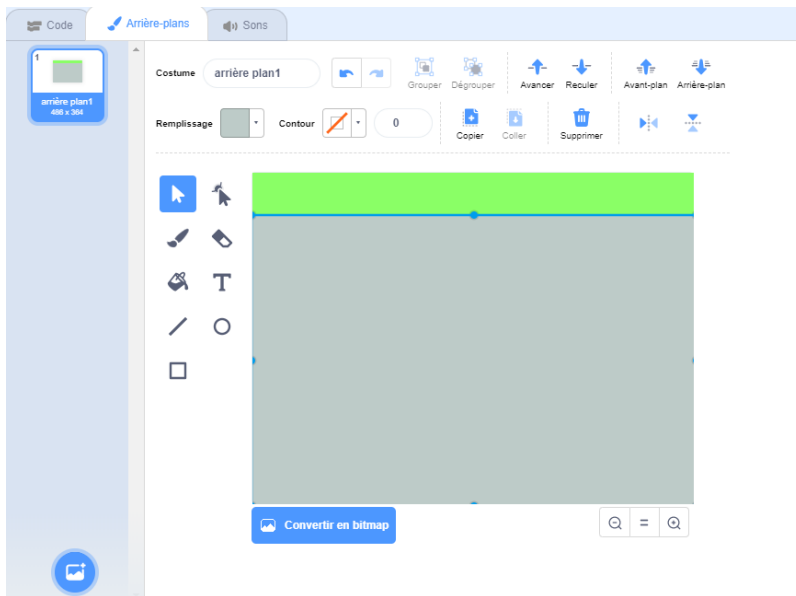 Code
Arrière-plans
Sons
1
arrière plan1
486 x 364
Costume
arrière plan1
Grouper
Dégrouper
Avancer
Reculer
Avant-plan
Arrière-plan
Remplissage
Contour
0
Copier
Coller
Supprimer
T
Convertir en bitmap
=